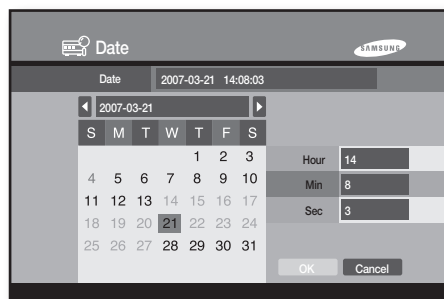 Date
SAMSUNG
Date 2007-03-21 14:08:03
2007-03-21
S M T W T F S
1 2 3
4 5 6 7 8 9 10
11 12 13 14 15 16 17
18 19 20 21 22 23 24
25 26 27 28 29 30 31
Hour 14
Min 8
Sec 3
OK Cancel